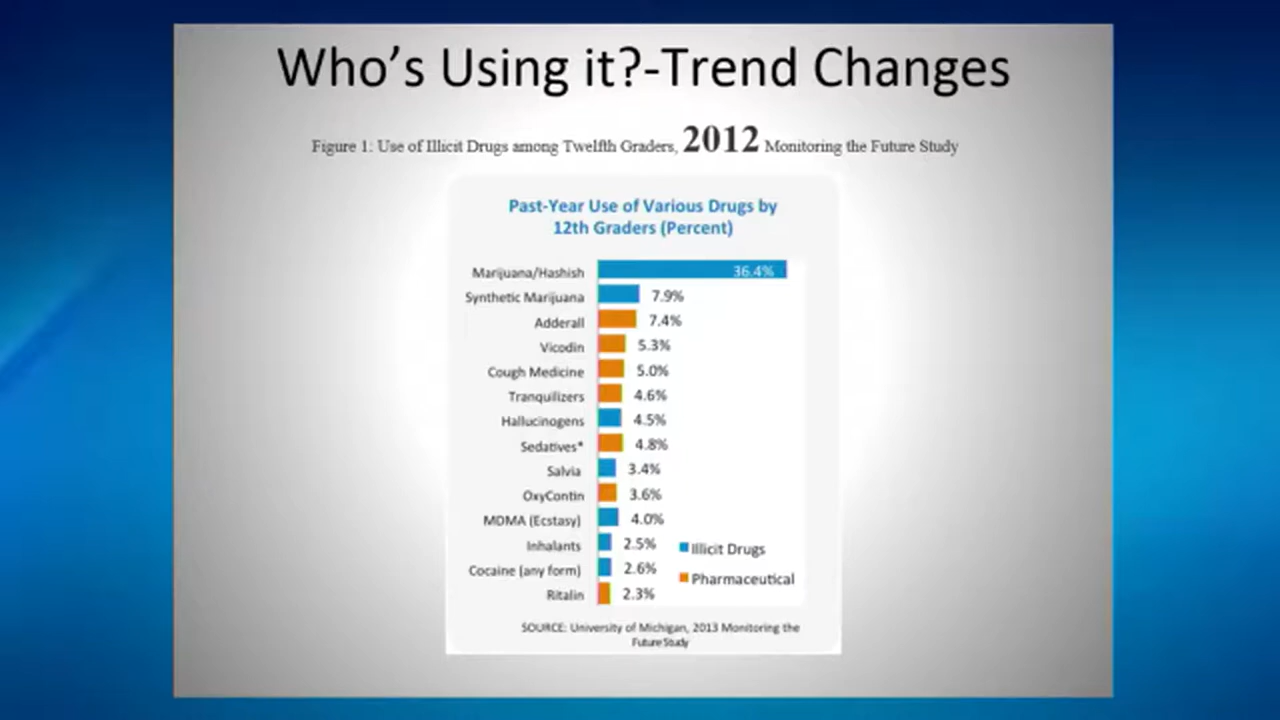 Who’s Using it?-Trend Changes
Figure 1: Use of Illicit Drugs among Twelfth Graders, 2012 Monitoring the Future Study
Past-Year Use of Various Drugs by
12th Graders (Percent)
Marijuana/Hashish 36.4%
Synthetic Marijuana 7.9%
Adderall 7.4%
Vicodin 5.3%
Cough Medicine 5.0%
Tranquilizers 4.6%
Hallucinogens 4.5%
Sedatives* 4.8%
Salvia 3.4%
OxyContin 3.6%
MDMA (Ecstasy) 4.0%
Inhalants 2.5%
Illicit Drugs
Cocaine (any form) 2.6%
Pharmaceutical
Ritalin 2.3%
SOURCE: University of Michigan, 2013 Monitoring the
Future Study